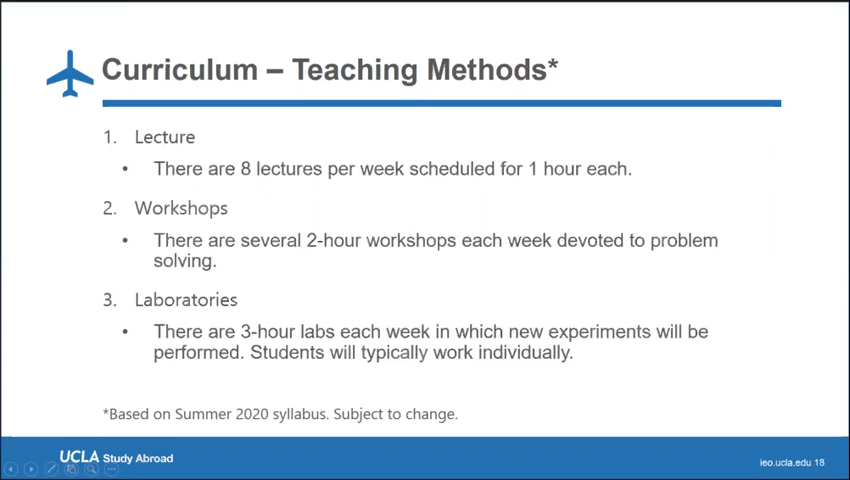 Curriculum – Teaching Methods*
1. Lecture
• There are 8 lectures per week scheduled for 1 hour each.
2. Workshops
• There are several 2-hour workshops each week devoted to problem
solving.
3. Laboratories
• There are 3-hour labs each week in which new experiments will be
performed. Students will typically work individually.
*Based on Summer 2020 syllabus. Subject to change.
UCLA Study Abroad
ieo.ucla.edu 18